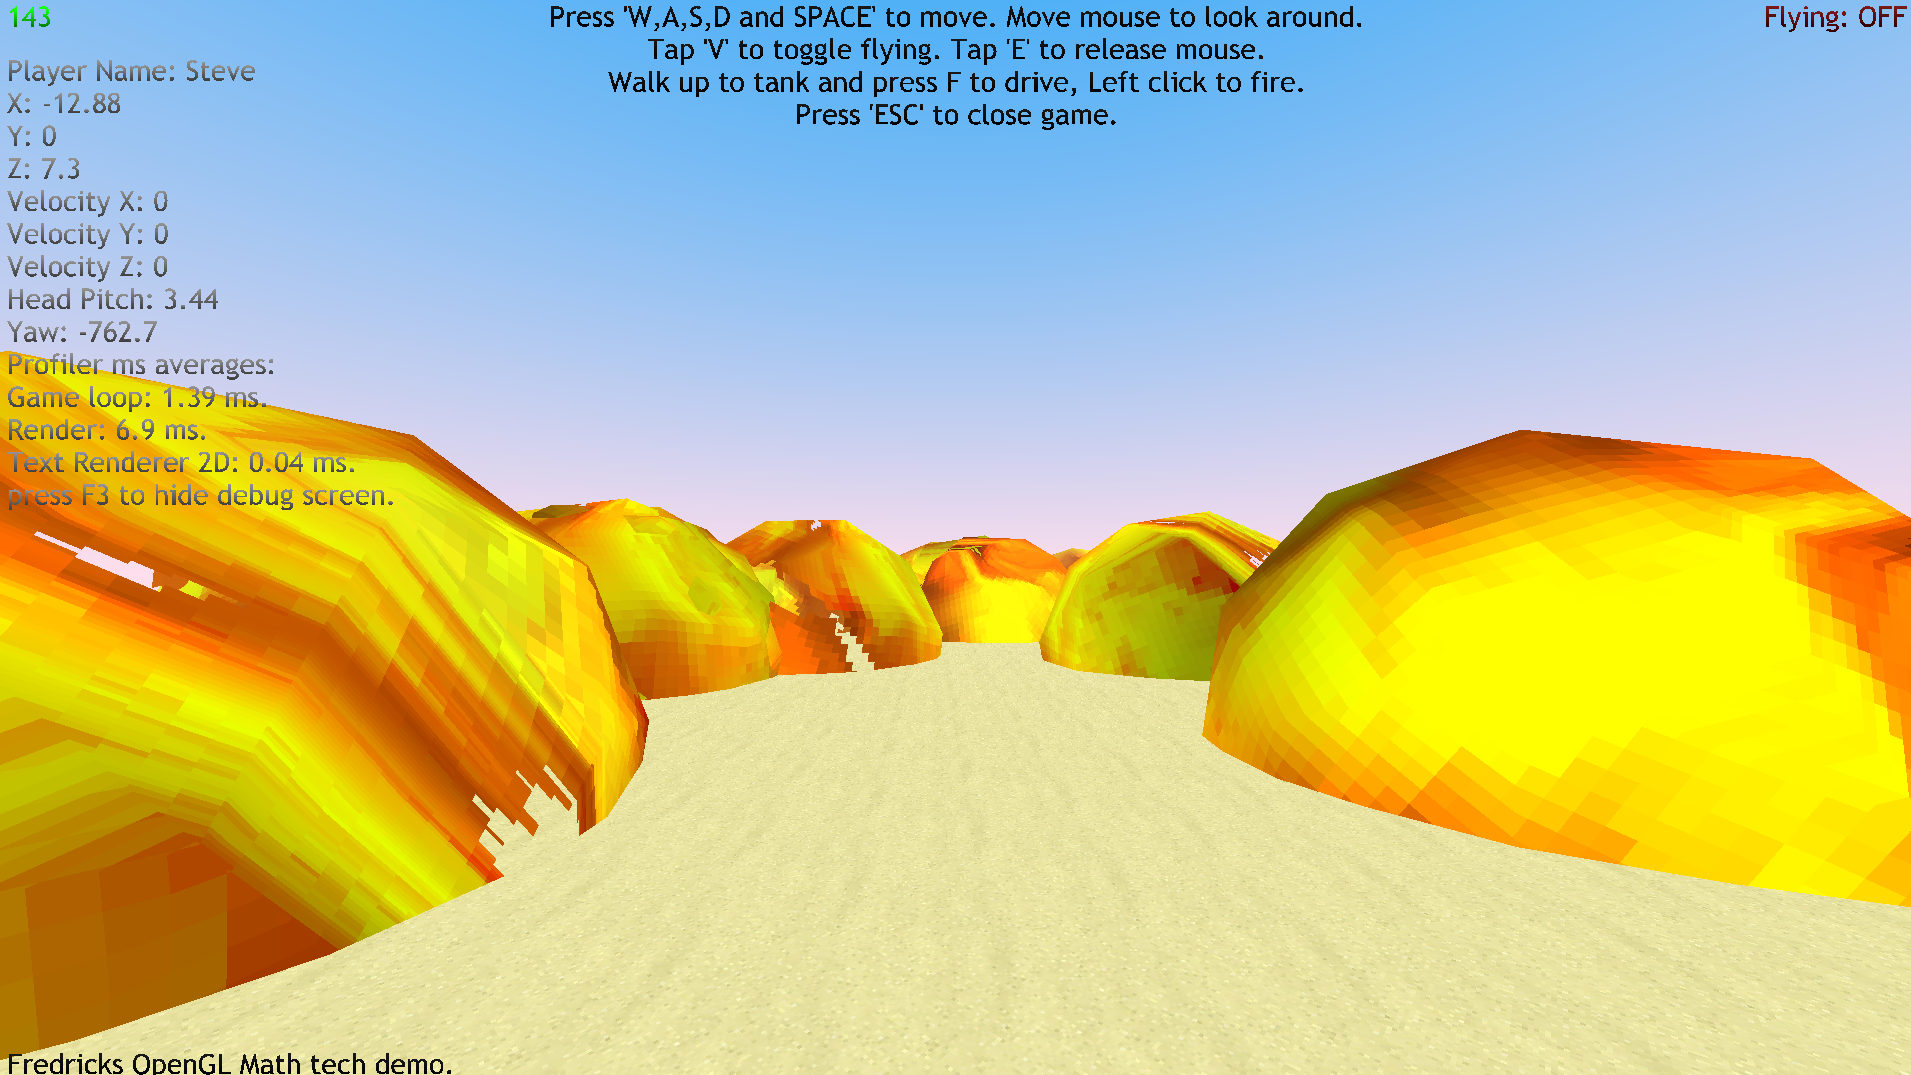 143
Press 'W,A,S,D and SPACE' to move. Move mouse to look around.
Flying: OFF
Tap 'V' to toggle flying. Tap 'E' to release mouse.
Walk up to tank and press F to drive, Left click to fire.
Press 'ESC' to close game.
Player Name: Steve
X: -12.88
Y: 0
Z: 7.3
Velocity X: 0
Velocity Y: 0
Velocity Z: 0
Head Pitch: 3.44
Yaw: -762.7
Profiler ms averages:
Game loop: 1.39 ms.
Render: 6.9 ms.
Text Renderer 2D: 0.04 ms.
press F3 to hide debug screen.
Fredricks OpenGL Math tech demo.